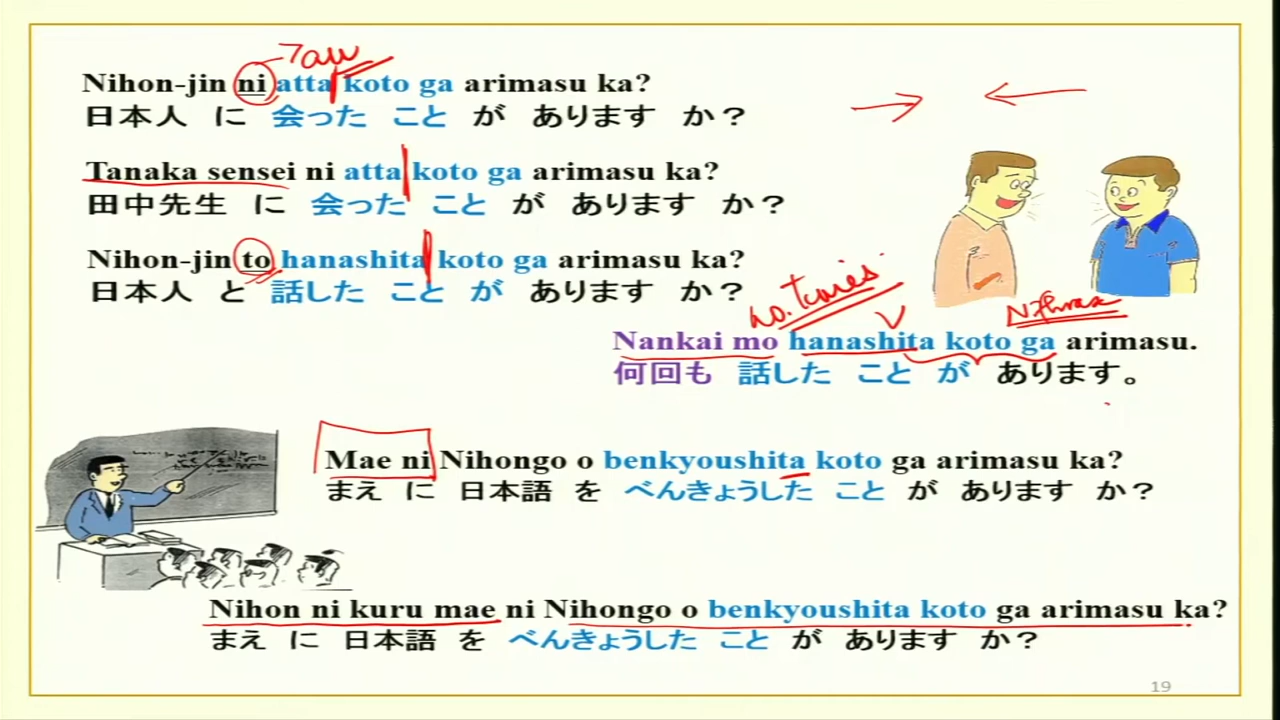 →au
Nihon-jin ni atta koto ga arimasu ka?
日本人 に 会った こと が あります か?
Tanaka sensei ni atta koto ga arimasu ka?
田中先生 に 会った こと が あります か?
Nihon-jin to hanashita koto ga arimasu ka?
日本人 と 話した こと が あります か?
no. times. V N Phrase
Nankai mo hanashita koto ga arimasu.
何回も 話した こと が あります。
Mae ni Nihongo o benkyoushita koto ga arimasu ka?
まえ に 日本語 を べんきょうした こと が あります か?
Nihon ni kuru mae ni Nihongo o benkyoushita koto ga arimasu ka?
まえ に 日本語 を べんきょうした こと が あります か?
19